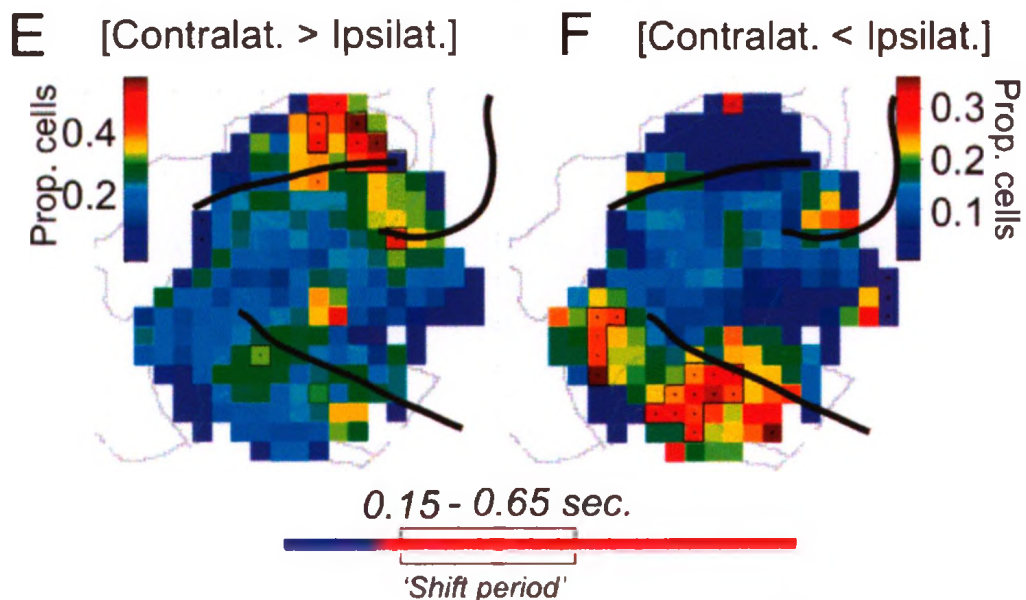 E [Contralat. > Ipsilat.]
F [Contralat. < Ipsilat.]
Prop. cells
0.4
0.2
0.3
0.2
0.1
Prop. cells
0.15 - 0.65 sec.
'Shift period'